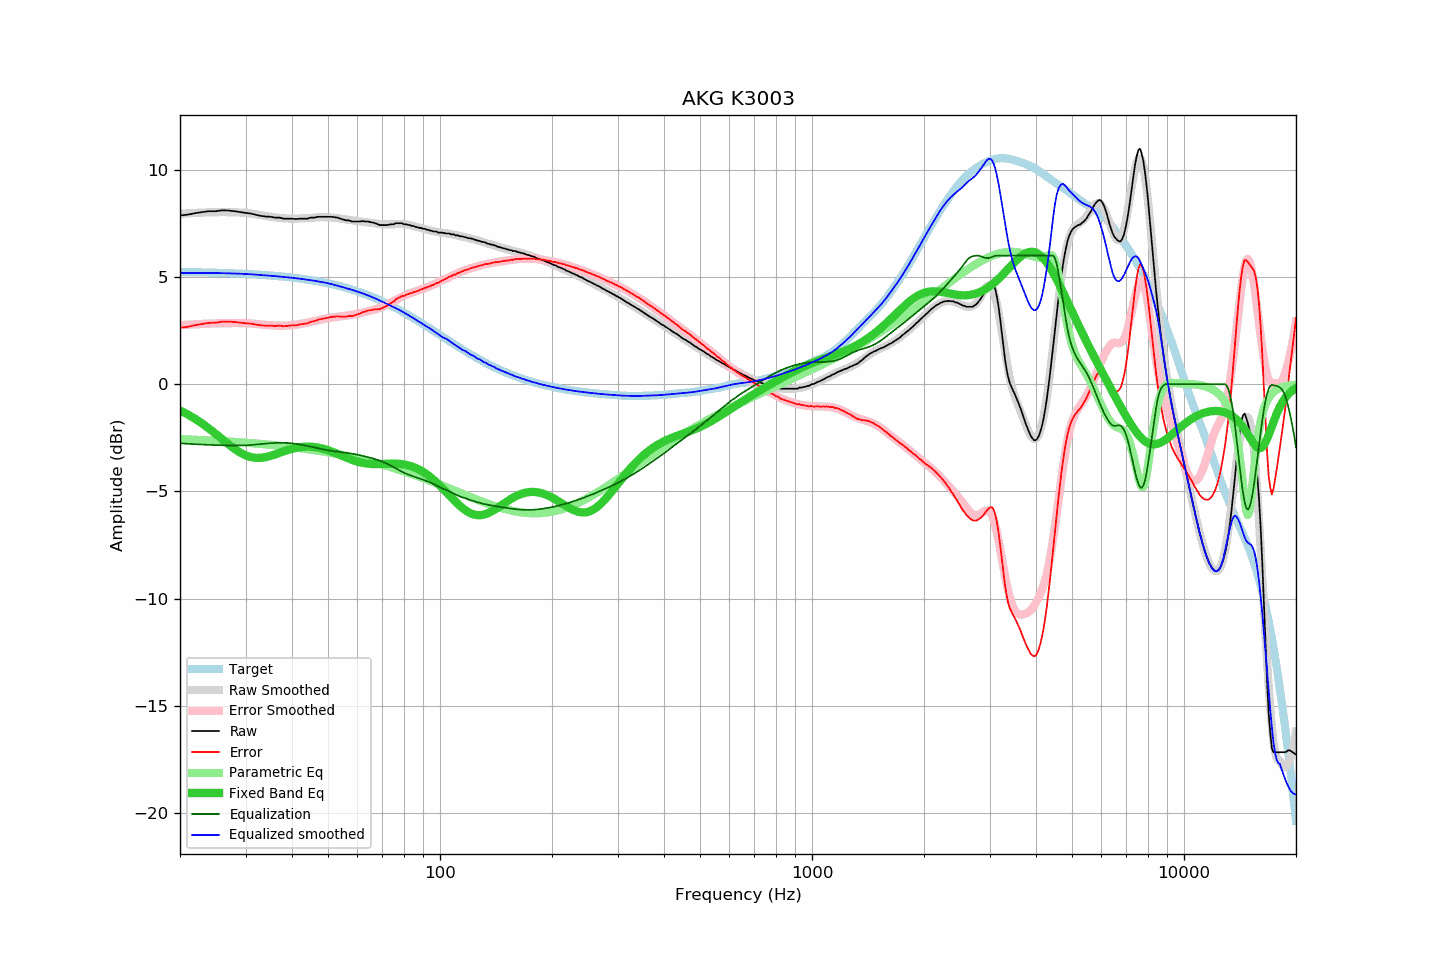 AKG K3003
Amplitude (dBr)
10
5
0
−5
−10
−15
−20
Target
Raw Smoothed
Error Smoothed
Raw
Error
Parametric Eq
Fixed Band Eq
Equalization
Equalized smoothed
100
1000
10000
Frequency (Hz)